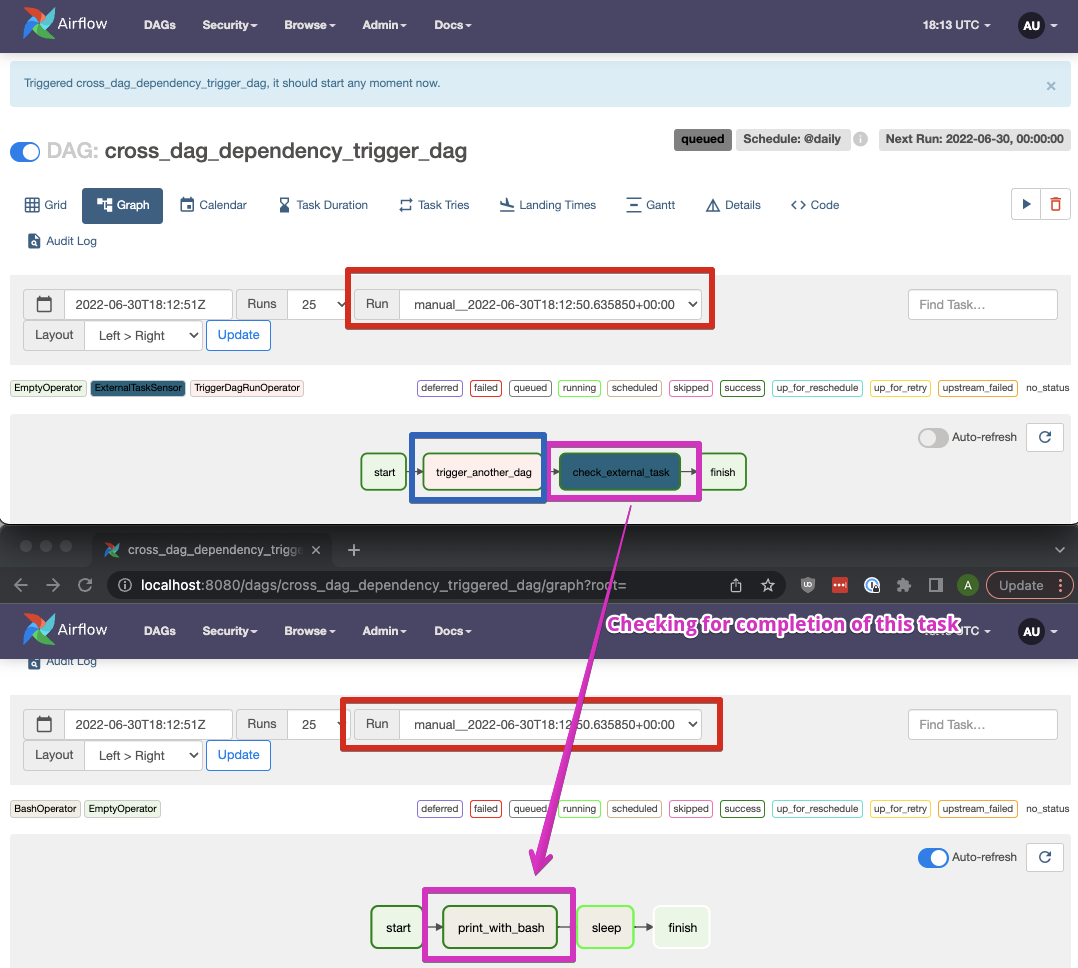 Airflow DAGs Security Browse Admin Docs 18:13 UTC AU
Triggered cross_dag_dependency_trigger_dag, it should start any moment now. ×
DAG: cross_dag_dependency_trigger_dag queued Schedule: @daily i Next Run: 2022-06-30, 00:00:00
Grid Graph Calendar Task Duration Task Tries Landing Times Gantt Details <> Code
Audit Log
2022-06-30T18:12:51Z Runs 25 Run manual__2022-06-30T18:12:50.635850+00:00 Find Task...
Layout Left > Right Update
EmptyOperator ExternalTaskSensor TriggerDagRunOperator deferred failed queued running scheduled skipped success up_for_reschedule up_for_retry upstream_failed no_status
Auto-refresh
start trigger_another_dag check_external_task finish
cross_dag_dependency_trigge × +
localhost:8080/dags/cross_dag_dependency_triggered_dag/graph?root= A Update
Checking for completion of this task
Airflow DAGs Security Browse Admin Docs UTC AU
Audit Log
2022-06-30T18:12:51Z Runs 25 Run manual__2022-06-30T18:12:50.635850+00:00 Find Task...
Layout Left > Right Update
BashOperator EmptyOperator deferred failed queued running scheduled skipped success up_for_reschedule up_for_retry upstream_failed no_status
Auto-refresh
start print_with_bash sleep finish